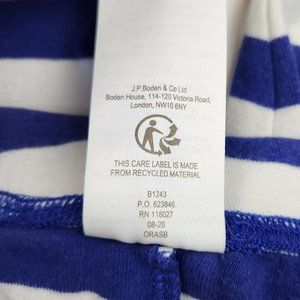 J.P.Boden & Co Ltd
Boden House, 114-120 Victoria Road,
London, NW10 6NY
THIS CARE LABEL IS MADE
FROM RECYCLED MATERIAL
B1243
P.O. 623846
RN 118027
08-20
ORASB